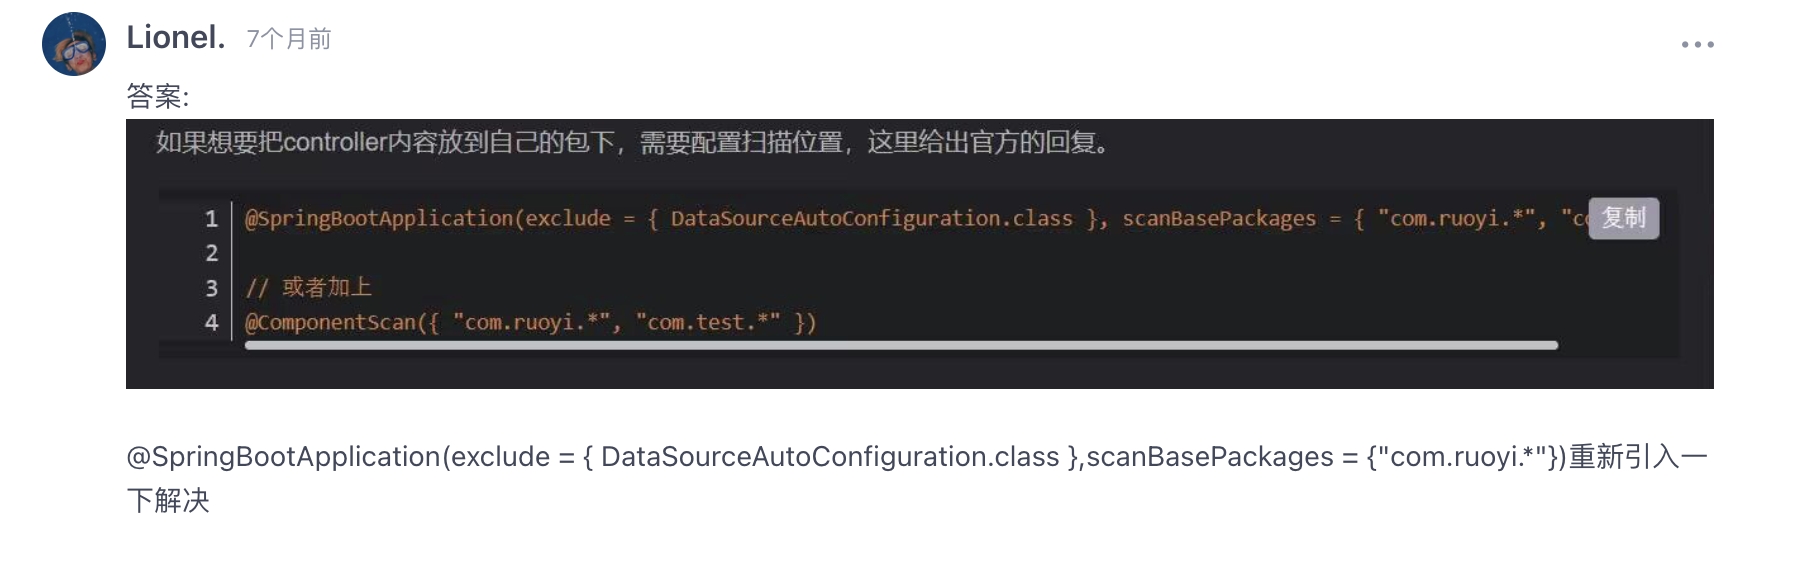 Lionel. 7个月前
答案:
如果想要把controller内容放到自己的包下，需要配置扫描位置，这里给出官方的回复。
1 @SpringBootApplication(exclude = { DataSourceAutoConfiguration.class }, scanBasePackages = { "com.ruoyi.*", "c
复制
2
3 // 或者加上
4 @ComponentScan({ "com.ruoyi.*", "com.test.*" })
@SpringBootApplication(exclude = { DataSourceAutoConfiguration.class },scanBasePackages = {"com.ruoyi.*"})重新引入一
下解决